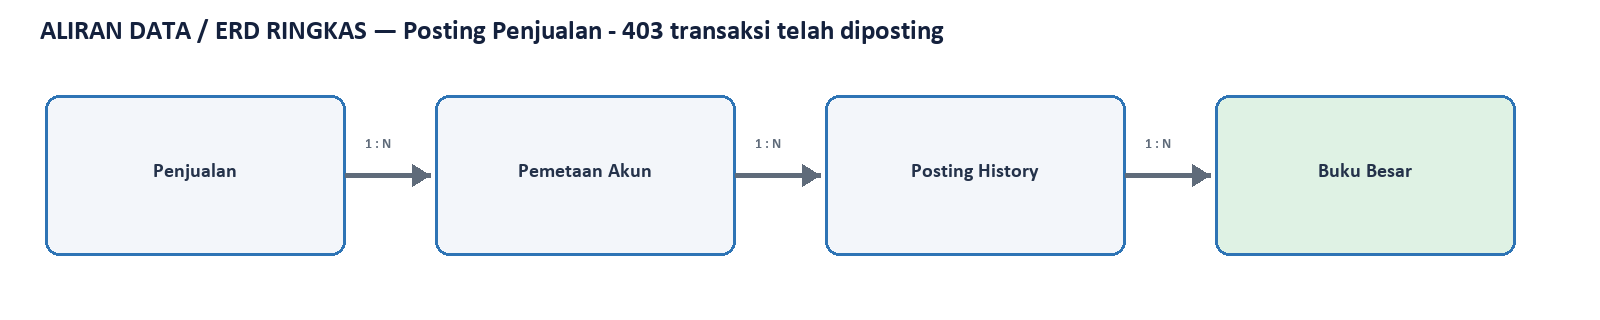 ALIRAN DATA / ERD RINGKAS — Posting Penjualan - 403 transaksi telah diposting
Penjualan
1 : N
Pemetaan Akun
1 : N
Posting History
1 : N
Buku Besar